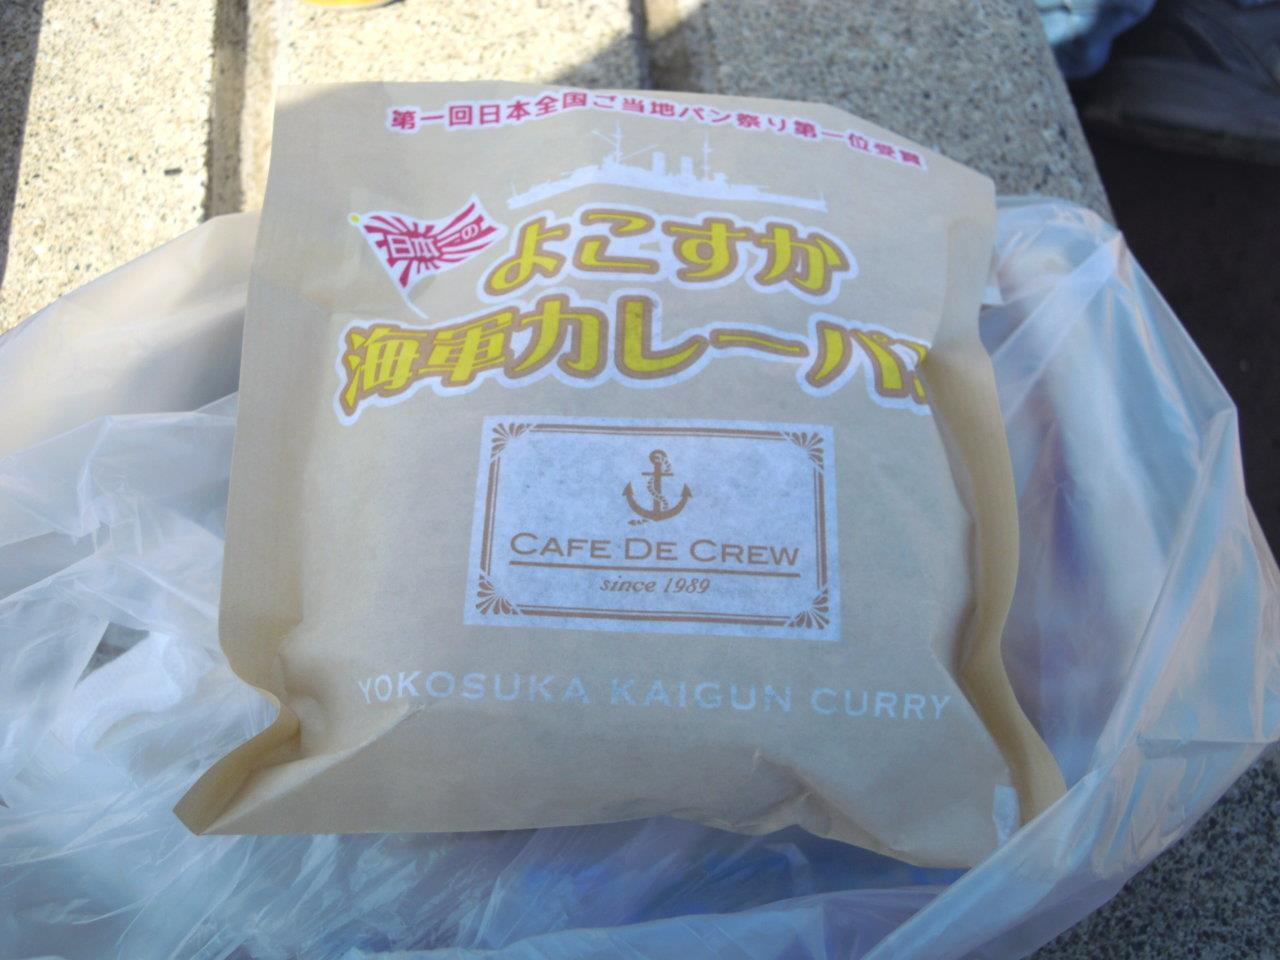 第一回日本全国ご当地パン祭り第一位受賞
よこすか
海軍カレーパン
CAFE DE CREW
since 1989
YOKOSUKA KAIGUN CURRY